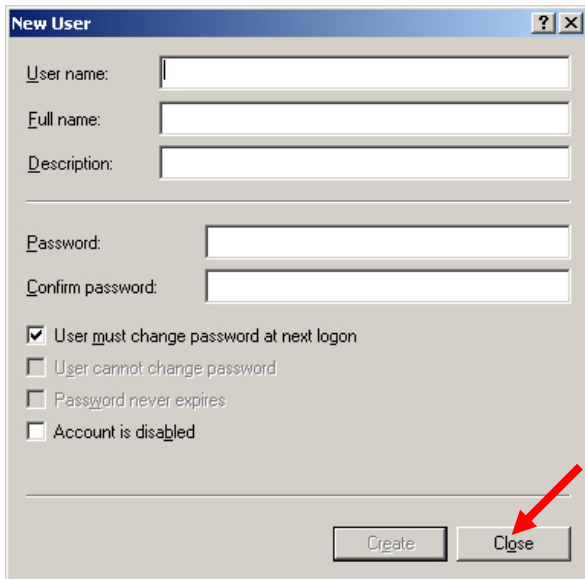 New User
User name:
Full name:
Description:
Password:
Confirm password:
User must change password at next logon
User cannot change password
Password never expires
Account is disabled
Create Close